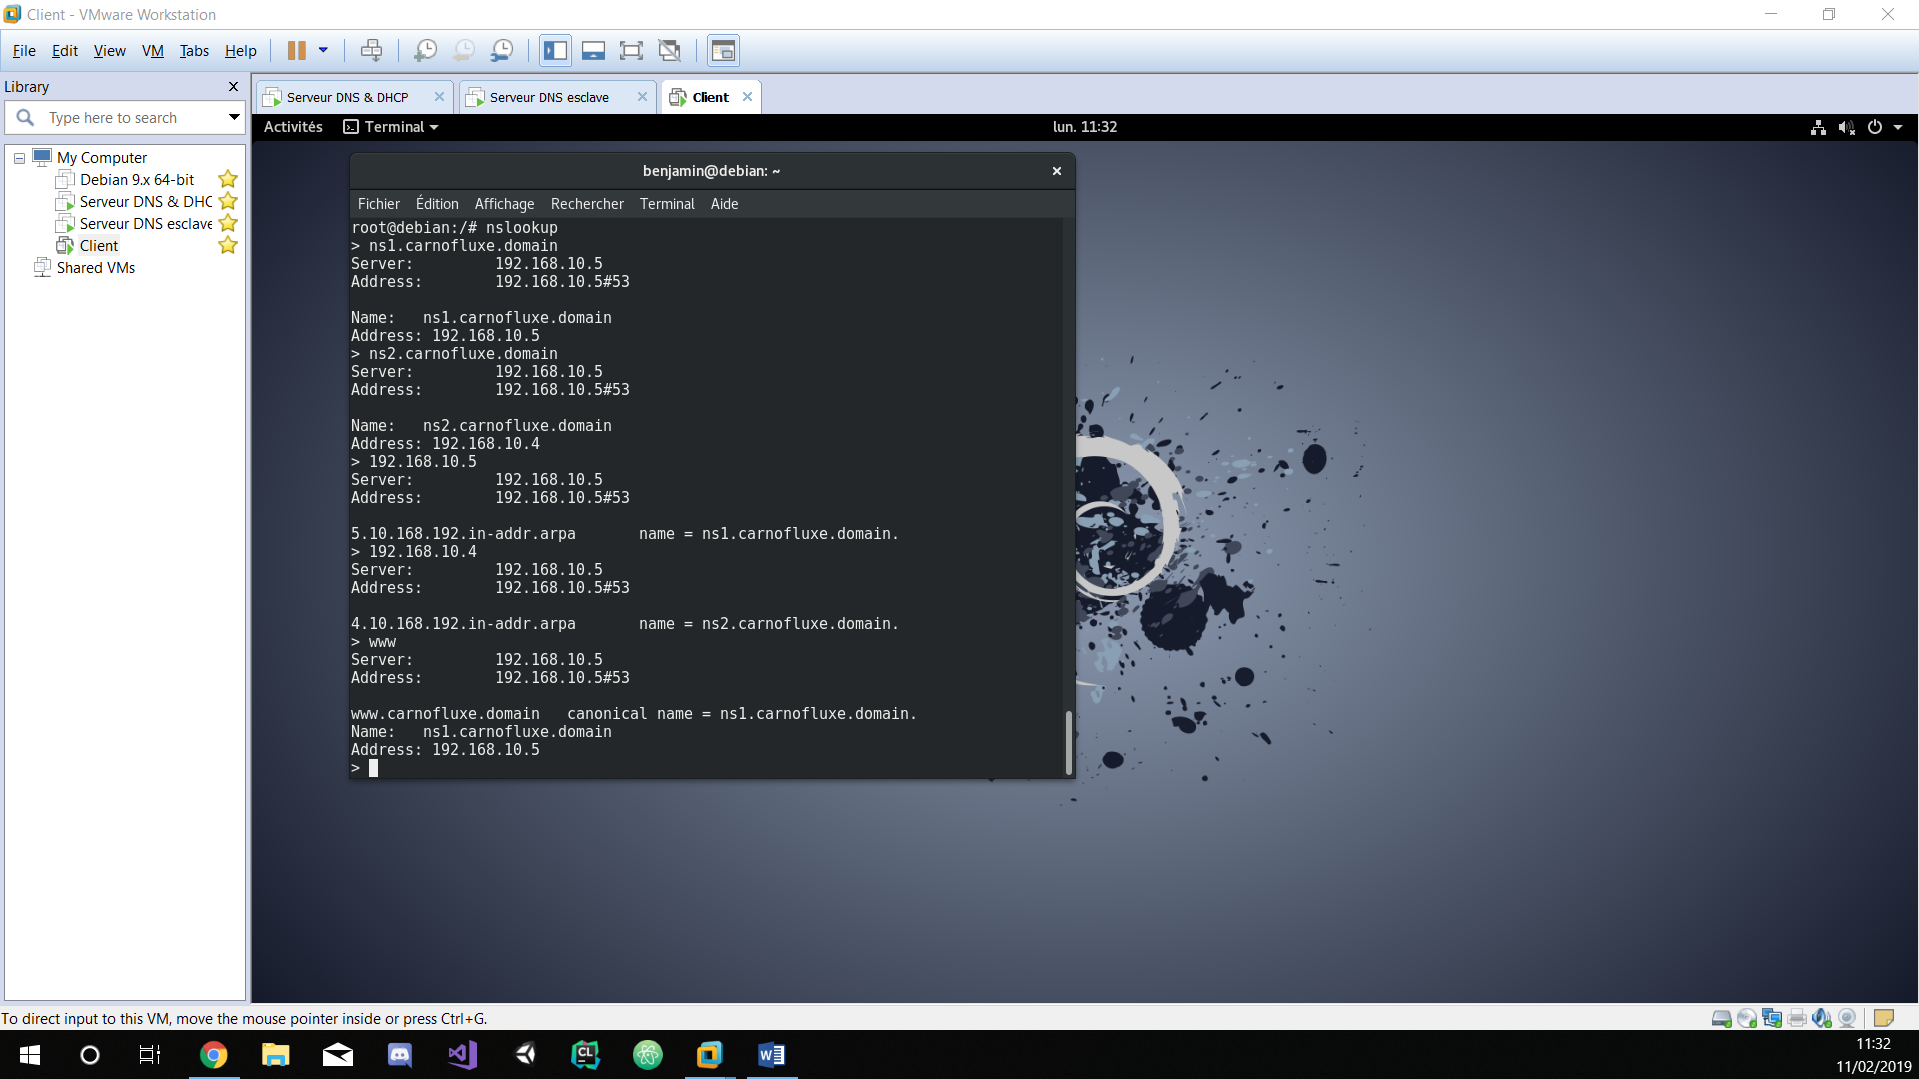 Client - VMware Workstation
File Edit View VM Tabs Help
Library
Type here to search
My Computer
Debian 9.x 64-bit
Serveur DNS & DHC
Serveur DNS esclave
Client
Shared VMs
Serveur DNS & DHCP
Serveur DNS esclave
Client
Activités Terminal lun. 11:32
benjamin@debian: ~
Fichier Édition Affichage Rechercher Terminal Aide
root@debian:/# nslookup
> ns1.carnofluxe.domain
Server: 192.168.10.5
Address: 192.168.10.5#53
Name: ns1.carnofluxe.domain
Address: 192.168.10.5
> ns2.carnofluxe.domain
Server: 192.168.10.5
Address: 192.168.10.5#53
Name: ns2.carnofluxe.domain
Address: 192.168.10.4
> 192.168.10.5
Server: 192.168.10.5
Address: 192.168.10.5#53
5.10.168.192.in-addr.arpa name = ns1.carnofluxe.domain.
> 192.168.10.4
Server: 192.168.10.5
Address: 192.168.10.5#53
4.10.168.192.in-addr.arpa name = ns2.carnofluxe.domain.
> www
Server: 192.168.10.5
Address: 192.168.10.5#53
www.carnofluxe.domain canonical name = ns1.carnofluxe.domain.
Name: ns1.carnofluxe.domain
Address: 192.168.10.5
>
To direct input to this VM, move the mouse pointer inside or press Ctrl+G.
CL
11:32
11/02/2019